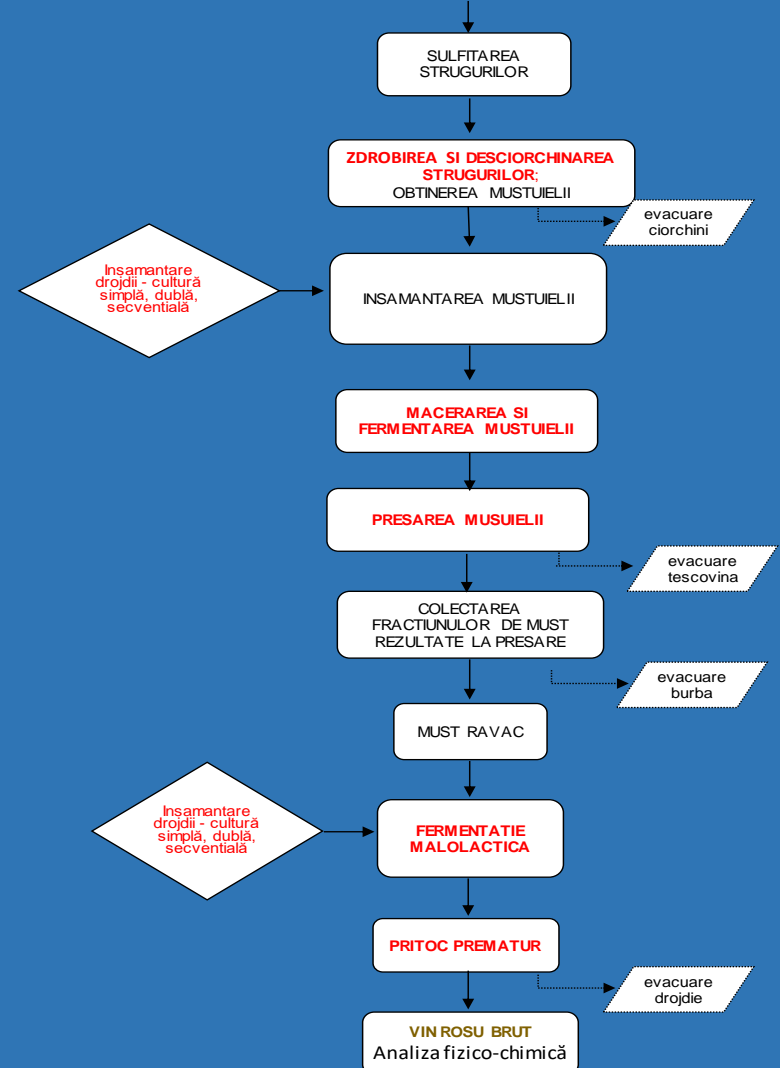 SULFITAREA
STRUGURILOR
ZDROBIREA SI DESCIORCHINAREA
STRUGURILOR;
OBTINEREA MUSTUIELII
evacuare
ciorchini
Insamantare
drojdii - cultură
simplă, dublă,
secventială
INSAMANTAREA MUSTUIELII
MACERAREA SI
FERMENTAREA MUSTUIELII
PRESAREA MUSUIELII
evacuare
tescovina
COLECTAREA
FRACTIUNULOR DE MUST
REZULTATE LA PRESARE
evacuare
burba
MUST RAVAC
Insamantare
drojdii - cultură
simplă, dublă,
secventială
FERMENTATIE
MALOLACTICA
PRITOC PREMATUR
evacuare
drojdie
VIN ROSU BRUT
Analiza fizico-chimică